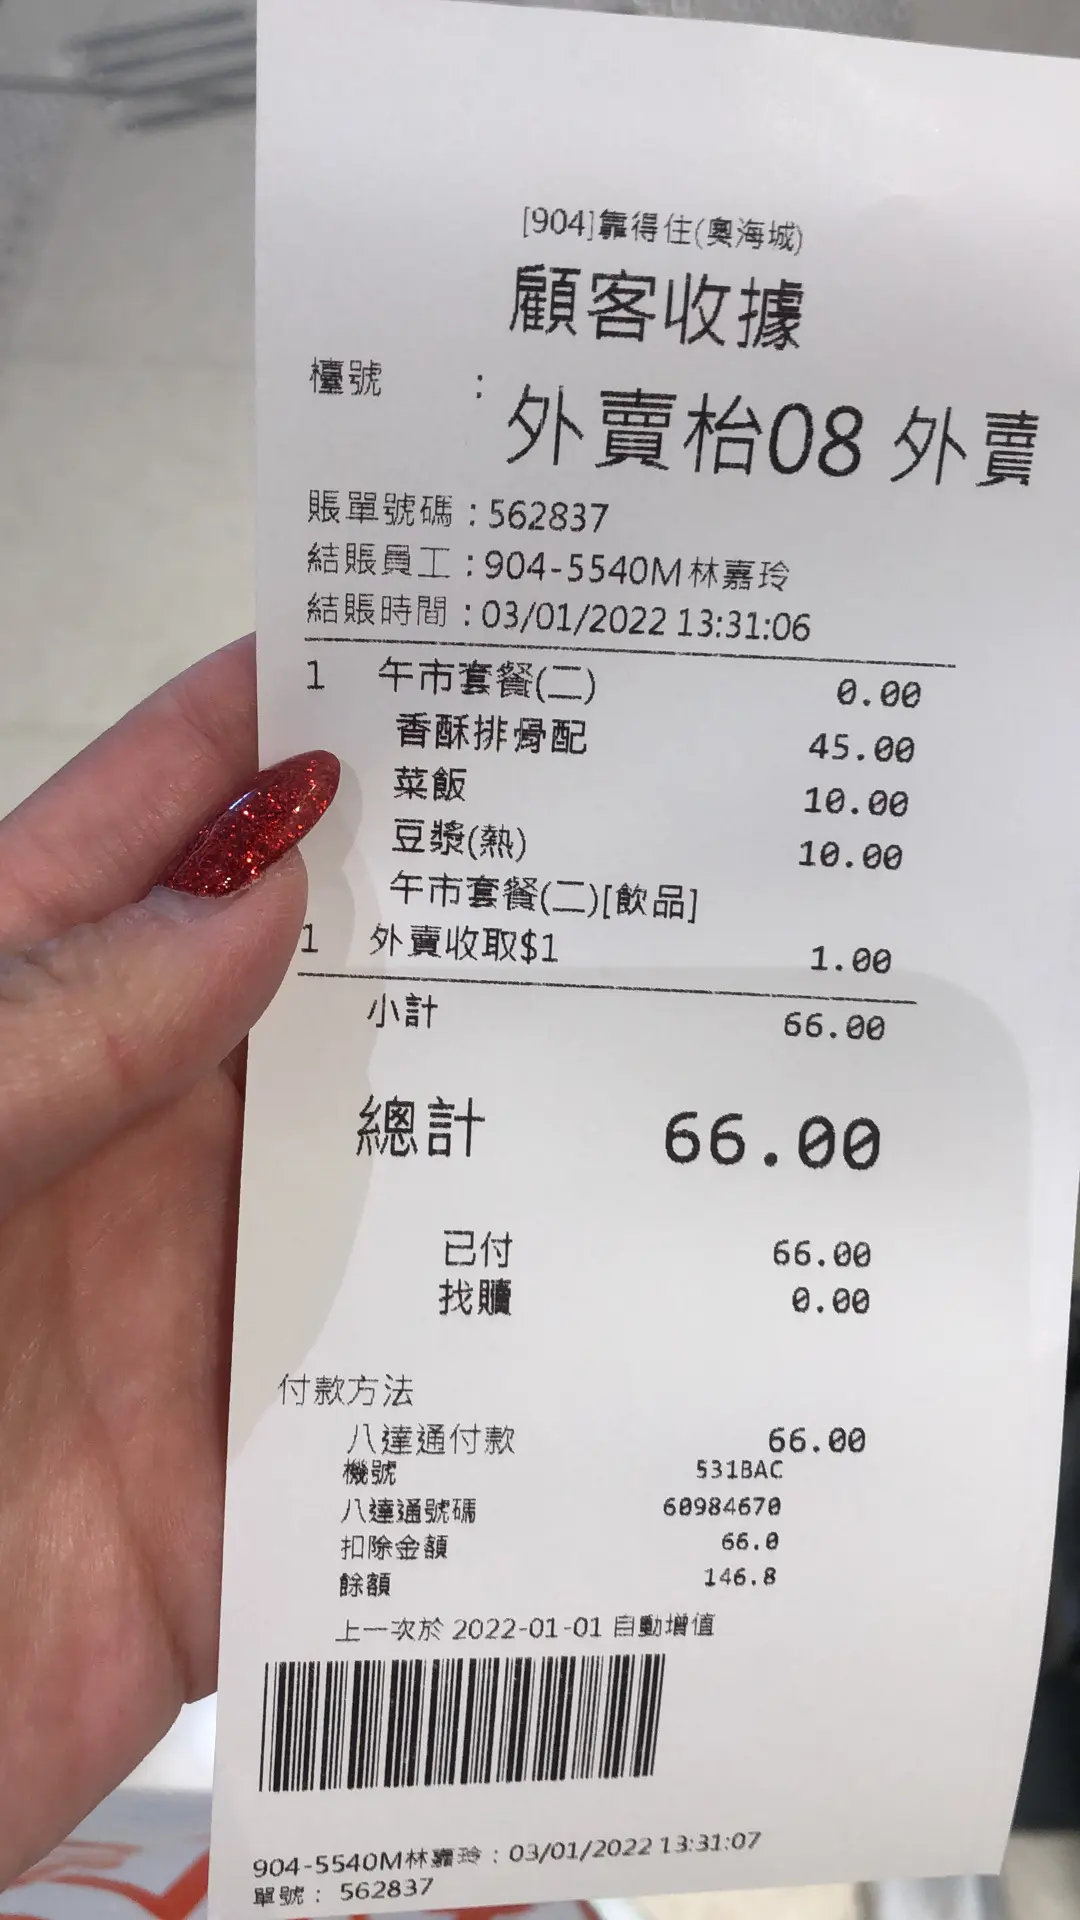 [904]靠得住(奧海城)
顧客收據
檯號 : 外賣枱08 外賣
賬單號碼 : 562837
結賬員工 : 904-5540M林嘉玲
結賬時間 : 03/01/2022 13:31:06
1 午市套餐(二) 0.00
香酥排骨配 45.00
菜飯 10.00
豆漿(熱) 10.00
午市套餐(二)[飲品]
1 外賣收取$1 1.00
小計 66.00
總計 66.00
已付 66.00
找贖 0.00
付款方法
八達通付款 66.00
機號 531BAC
八達通號碼 60984670
扣除金額 66.0
餘額 146.8
上一次於 2022-01-01 自動增值
904-5540M林嘉玲 : 03/01/2022 13:31:07
單號 : 562837